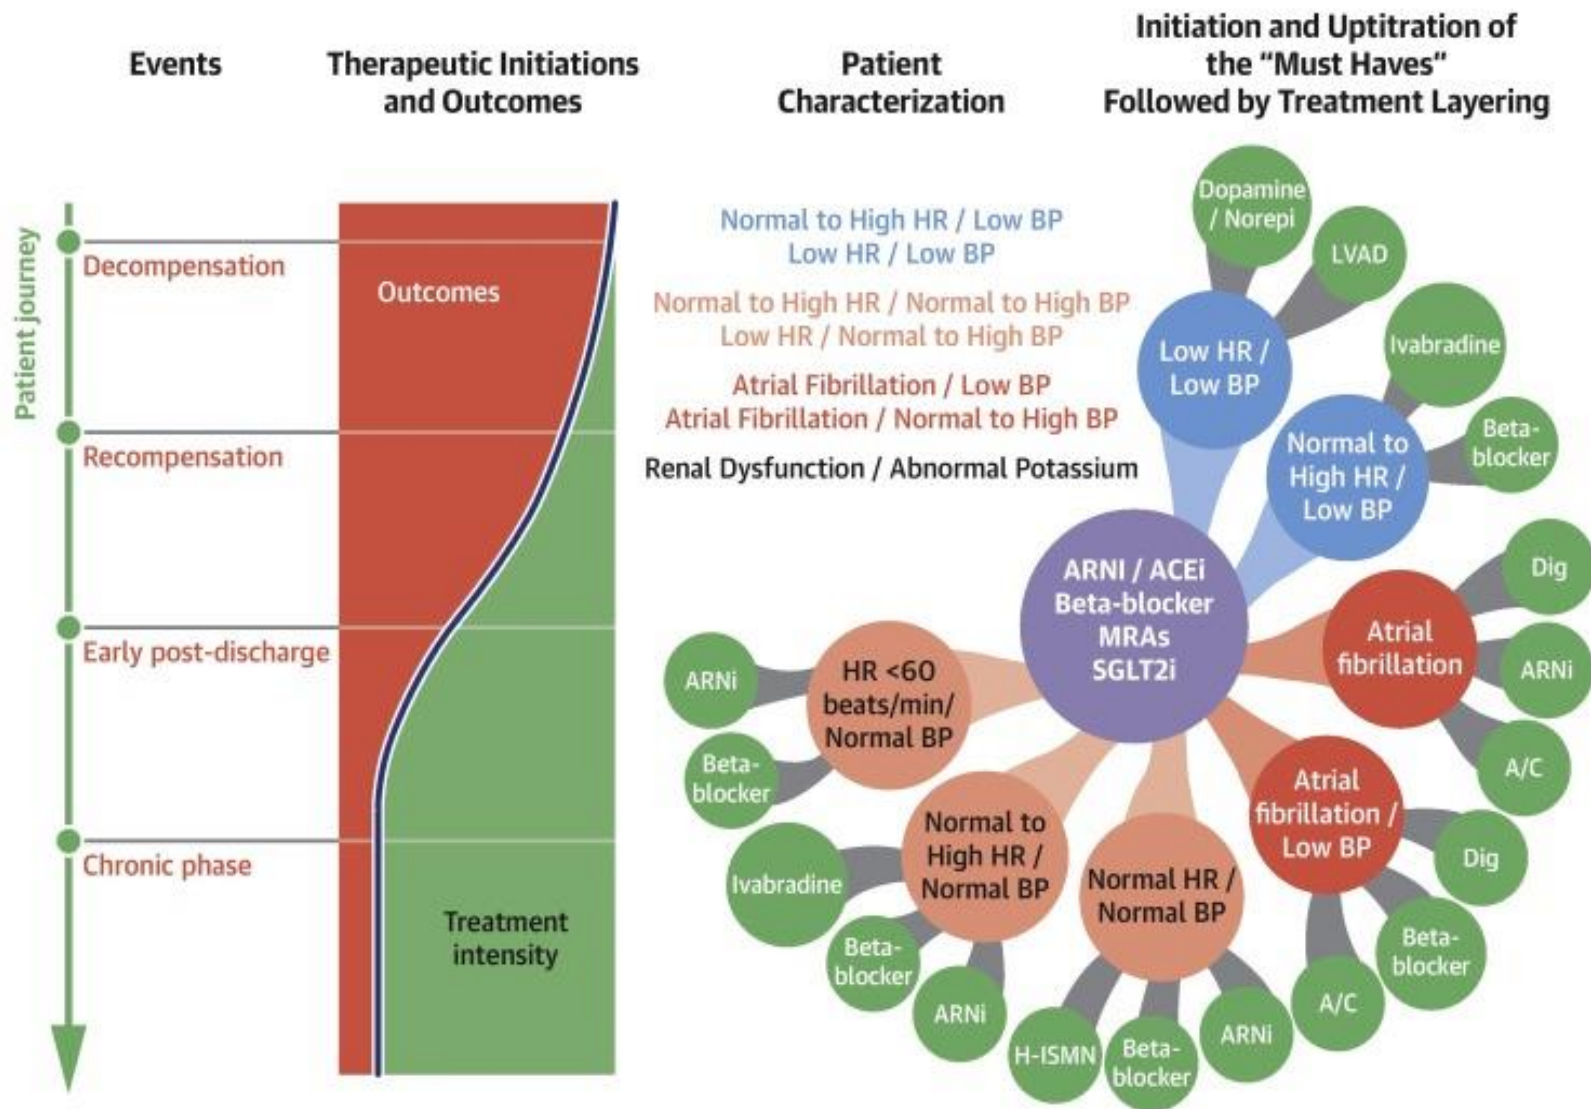 Events
Therapeutic Initiations
and Outcomes
Patient
Characterization
Initiation and Uptitration of
the “Must Haves”
Followed by Treatment Layering
Patient journey
Decompensation
Recompensation
Early post-discharge
Chronic phase
Outcomes
Treatment
intensity
Normal to High HR / Low BP
Low HR / Low BP
Normal to High HR / Normal to High BP
Low HR / Normal to High BP
Atrial Fibrillation / Low BP
Atrial Fibrillation / Normal to High BP
Renal Dysfunction / Abnormal Potassium
ARNI / ACEi
Beta-blocker
MRAs
SGLT2i
Low HR /
Low BP
Dopamine
/ Norepi
LVAD
Normal to
High HR /
Low BP
Ivabradine
Beta-
blocker
Atrial
fibrillation
Dig
ARNi
A/C
Atrial
fibrillation /
Low BP
Dig
Beta-
blocker
A/C
Normal HR /
Normal BP
ARNi
Beta-
blocker
H-ISMN
Normal to
High HR /
Normal BP
ARNi
Beta-
blocker
Ivabradine
HR <60
beats/min/
Normal BP
Beta-
blocker
ARNi